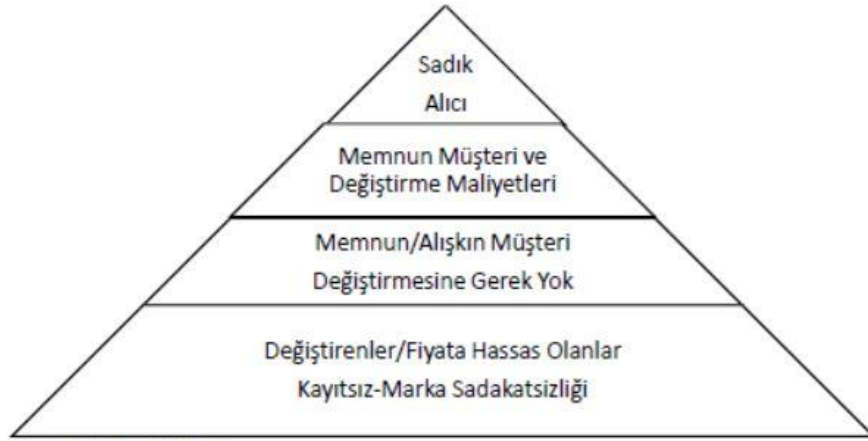 Sadık
Alıcı
Memnun Müşteri ve
Değiştirme Maliyetleri
Memnun/Alışkın Müşteri
Değiştirmesine Gerek Yok
Değiştirenler/Fiyata Hassas Olanlar
Kayıtsız-Marka Sadakatsizliği